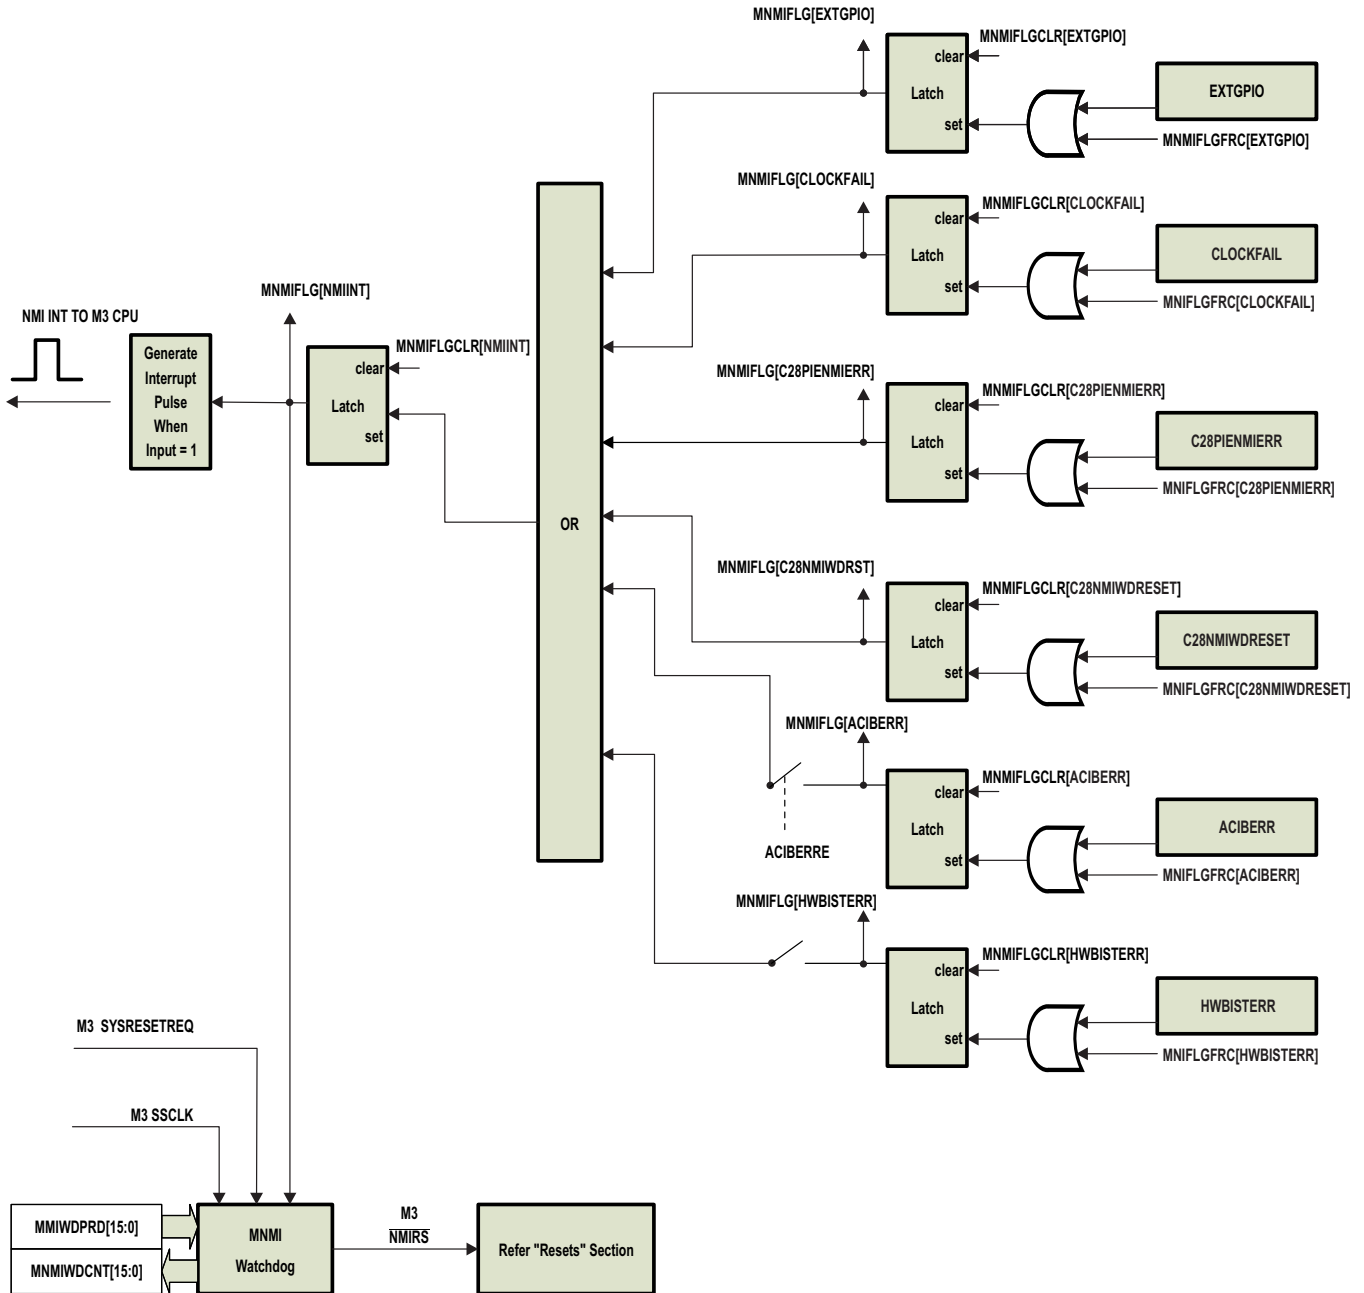 MNMIFLG[EXTGPIO]
MNMIFLGCLR[EXTGPIO]
clear
Latch
set
EXTGPIO
MNMIFLGFRC[EXTGPIO]
MNMIFLG[CLOCKFAIL]
MNMIFLGCLR[CLOCKFAIL]
clear
Latch
set
CLOCKFAIL
MNIFLGFRC[CLOCKFAIL]
MNMIFLG[NMIINT]
NMI INT TO M3 CPU
Generate
Interrupt
Pulse
When
Input = 1
MNMIFLGCLR[NMIINT]
clear
Latch
set
OR
MNMIFLG[C28PIENMIERR]
MNMIFLGCLR[C28PIENMIERR]
clear
Latch
set
C28PIENMIERR
MNIFLGFRC[C28PIENMIERR]
MNMIFLG[C28NMIWDRST]
MNMIFLGCLR[C28NMIWDRESET]
clear
Latch
set
C28NMIWDRESET
MNIFLGFRC[C28NMIWDRESET]
MNMIFLG[ACIBERR]
MNMIFLGCLR[ACIBERR]
clear
Latch
set
ACIBERR
MNIFLGFRC[ACIBERR]
ACIBERRE
MNMIFLG[HWBISTERR]
MNMIFLGCLR[HWBISTERR]
clear
Latch
set
HWBISTERR
MNIFLGFRC[HWBISTERR]
M3 SYSRESETREQ
M3 SSCLK
MMIWDPRD[15:0]
MNMIWDCNT[15:0]
MNMI
Watchdog
M3
NMIRS
Refer "Resets" Section